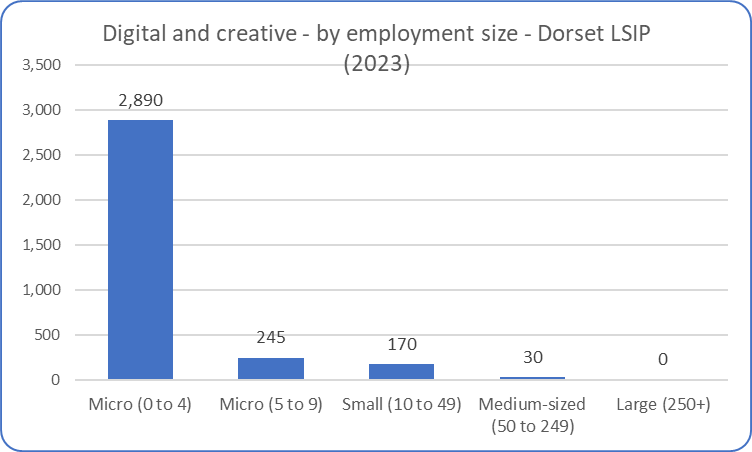 Digital and creative - by employment size - Dorset LSIP
(2023)
3,500
3,000
2,500
2,000
1,500
1,000
500
0
2,890
245
170
30
0
Micro (0 to 4)
Micro (5 to 9)
Small (10 to 49)
Medium-sized
(50 to 249)
Large (250+)